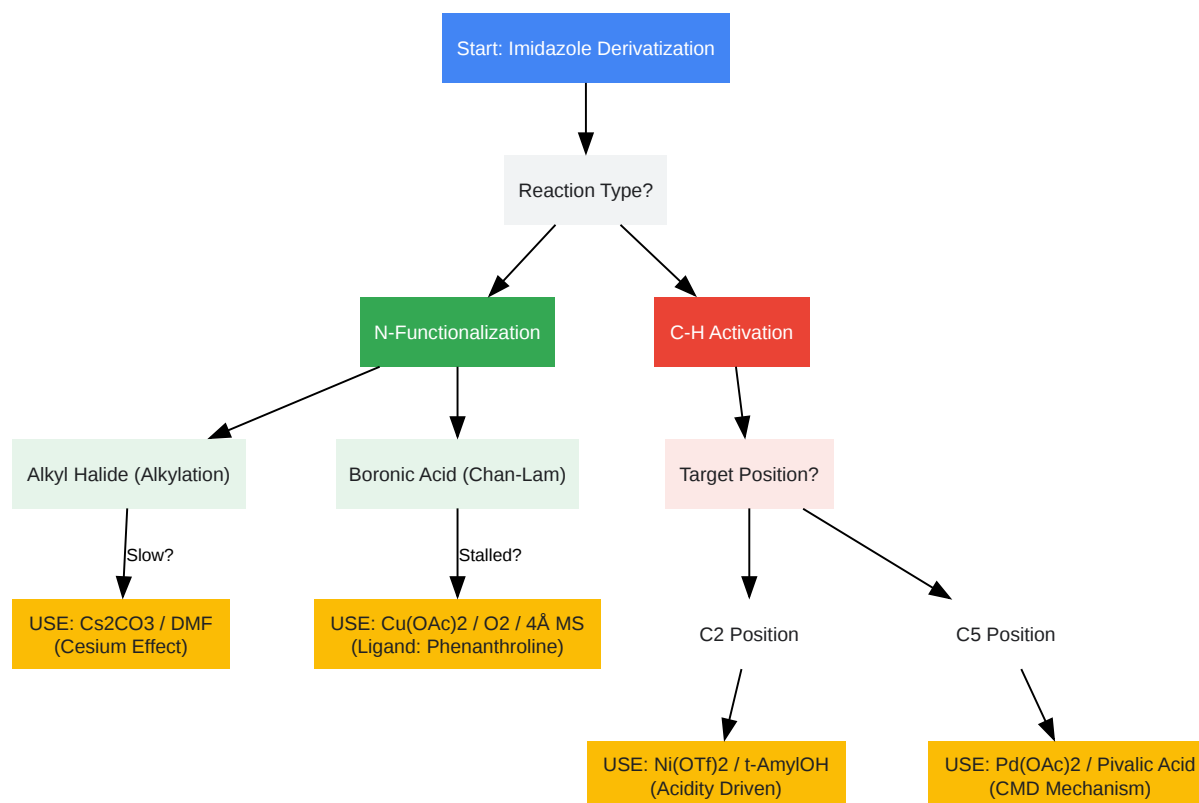 Start: Imidazole Derivatization
Reaction Type?
N-Functionalization
C-H Activation
Alkyl Halide (Alkylation)
Boronic Acid (Chan-Lam)
Target Position?
Slow?
Stalled?
USE: Cs2CO3 / DMF
(Cesium Effect)
USE: Cu(OAc)2 / O2 / 4Å MS
(Ligand: Phenanthroline)
C2 Position
C5 Position
USE: Ni(OTf)2 / t-AmylOH
(Acidity Driven)
USE: Pd(OAc)2 / Pivalic Acid
(CMD Mechanism)